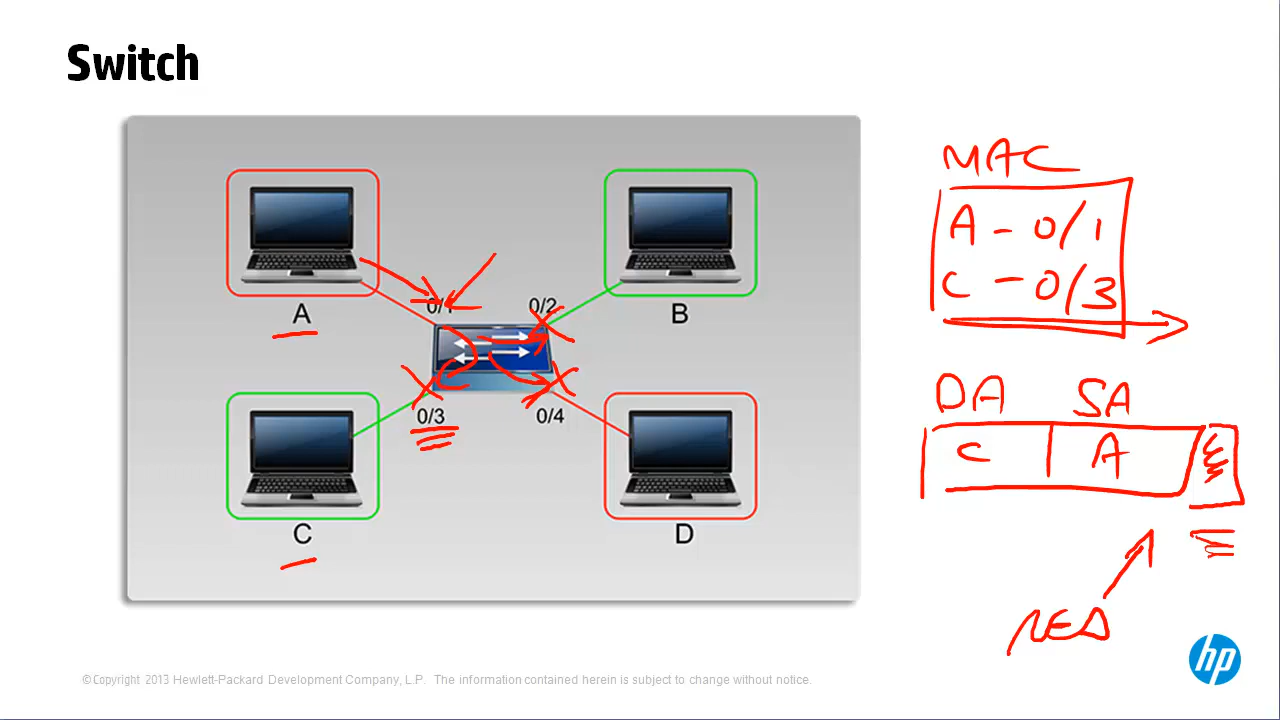 Switch
MAC
A - 0/1
C - 0/3
A
0/1
0/2
B
0/3
0/4
C
D
DA SA
C A
hp
© Copyright 2013 Hewlett-Packard Development Company, L.P. The information contained herein is subject to change without notice.